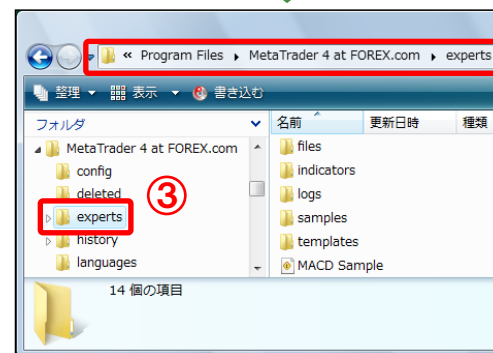 « Program Files ▸ MetaTrader 4 at FOREX.com ▸ experts
整理 ▼ 表示 ▼ 書き込む
フォルダ 名前 更新日時 種類
MetaTrader 4 at FOREX.com files
config indicators
deleted logs
③
experts samples
history templates
languages MACD Sample
14 個の項目